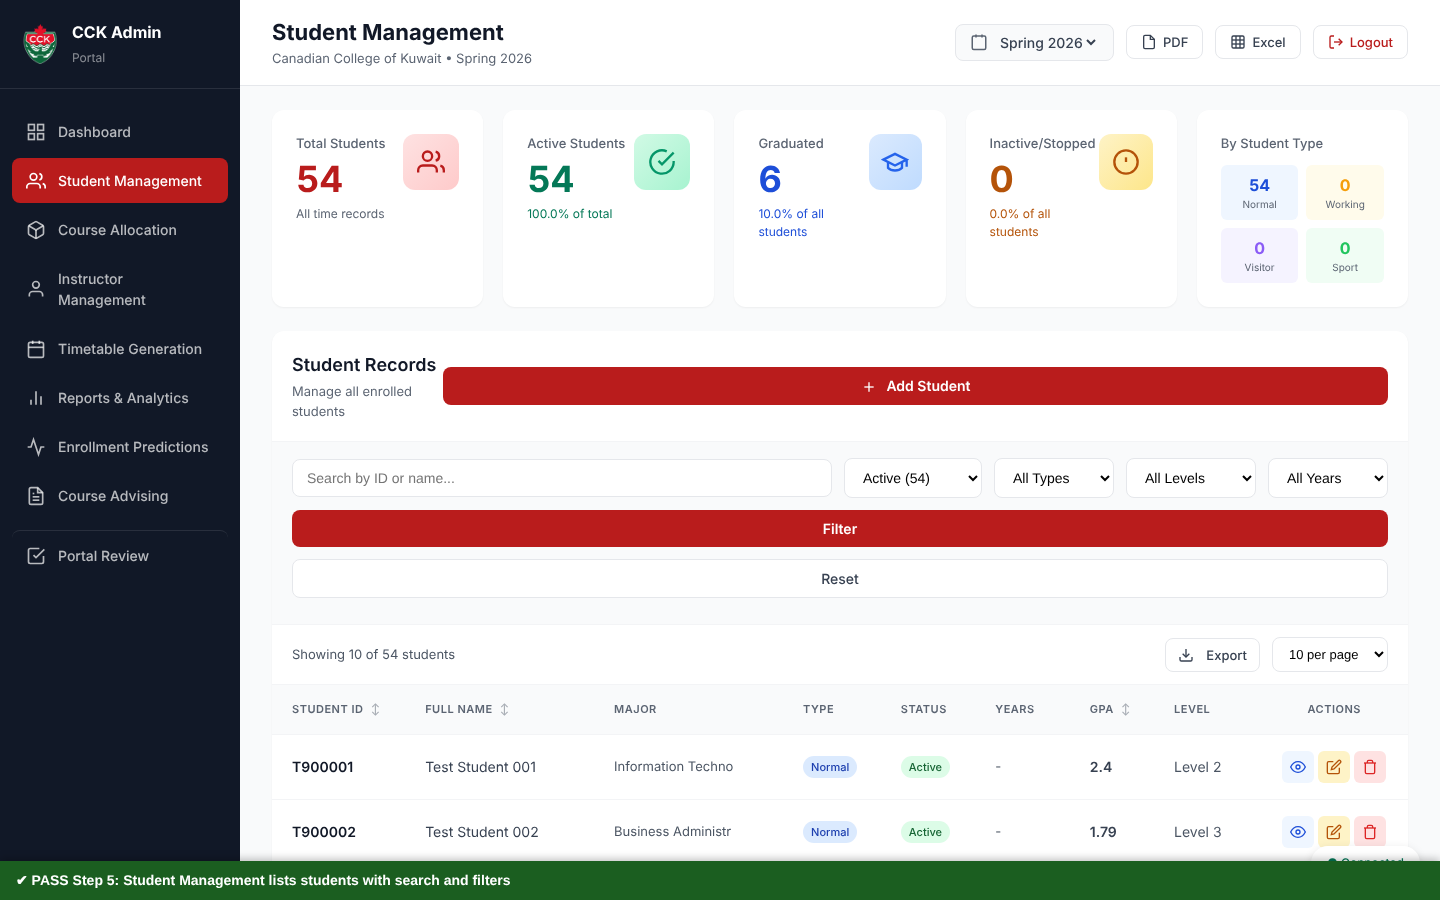 CCK
CCK Admin
Portal
Dashboard
Student Management
Course Allocation
Instructor
Management
Timetable Generation
Reports & Analytics
Enrollment Predictions
Course Advising
Portal Review
Student Management
Canadian College of Kuwait • Spring 2026
Spring 2026
PDF
Excel
Logout
Total Students
54
All time records
Active Students
54
100.0% of total
Graduated
6
10.0% of all
students
Inactive/Stopped
0
0.0% of all
students
By Student Type
54
Normal
0
Working
0
Visitor
0
Sport
Student Records
Manage all enrolled
students
+ Add Student
Search by ID or name...
Active (54)
All Types
All Levels
All Years
Filter
Reset
Showing 10 of 54 students
Export
10 per page
STUDENT ID FULL NAME MAJOR TYPE STATUS YEARS GPA LEVEL ACTIONS
T900001 Test Student 001 Information Techno Normal Active - 2.4 Level 2
T900002 Test Student 002 Business Administr Normal Active - 1.79 Level 3
Connected
✔ PASS Step 5: Student Management lists students with search and filters